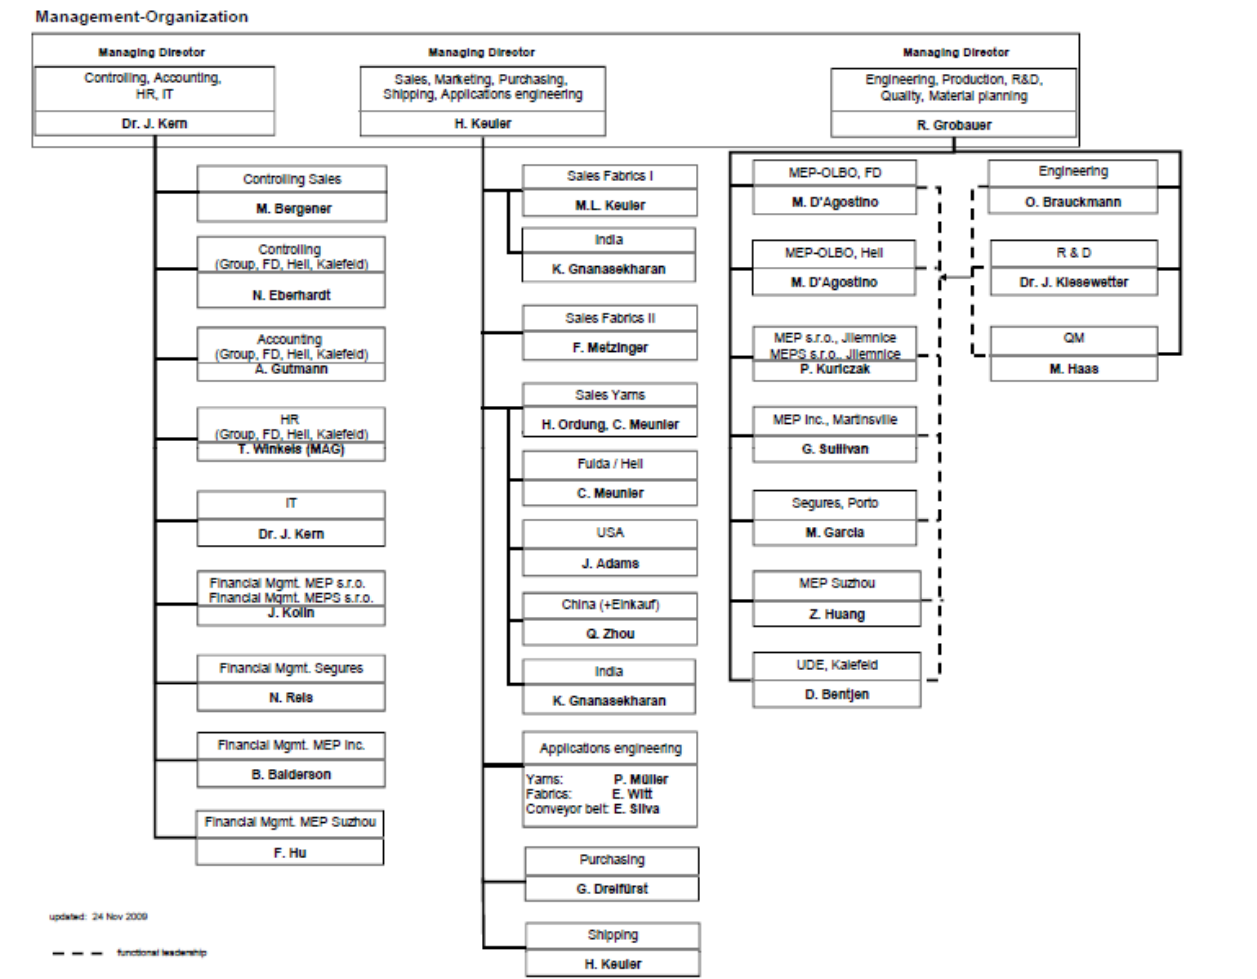 Management-Organization
Managing Director
Controlling, Accounting,
HR, IT
Dr. J. Kern
Managing Director
Sales, Marketing, Purchasing,
Shipping, Applications engineering
H. Keuler
Managing Director
Engineering, Production, R&D,
Quality, Material planning
R. Grobauer
Controlling Sales
M. Bergener
Controlling
(Group, FD, Hell, Kalefeld)
N. Eberhardt
Accounting
(Group, FD, Hell, Kalefeld)
A. Gutmann
HR
(Group, FD, Hell, Kalefeld)
T. Winkels (MAG)
IT
Dr. J. Kern
Financial Mgmt. MEP s.r.o.
Financial Mgmt. MEPS s.r.o.
J. Kolin
Financial Mgmt. Segures
N. Reis
Financial Mgmt. MEP Inc.
B. Balderson
Financial Mgmt. MEP Suzhou
F. Hu
Sales Fabrics I
M.L. Keuler
India
K. Gnanasekharan
Sales Fabrics II
F. Metzinger
Sales Yarns
H. Ordung, C. Meunier
Fulda / Hell
C. Meunier
USA
J. Adams
China (+Einkauf)
Q. Zhou
India
K. Gnanasekharan
Applications engineering
Yarns: P. Müller
Fabrics: E. Witt
Conveyor belt: E. Silva
Purchasing
G. Dreifürst
Shipping
H. Keuler
MEP-OLBO, FD
M. D'Agostino
MEP-OLBO, Hell
M. D'Agostino
MEP s.r.o., Jilemnice
MEPS s.r.o., Jilemnice
P. Kuriczak
MEP Inc., Martinsville
G. Sullivan
Segures, Porto
M. Garcia
MEP Suzhou
Z. Huang
UDE, Kalefeld
D. Bentjen
Engineering
O. Brauckmann
R & D
Dr. J. Kiesewetter
QM
M. Haas
updated: 24 Nov 2009
functional leadership